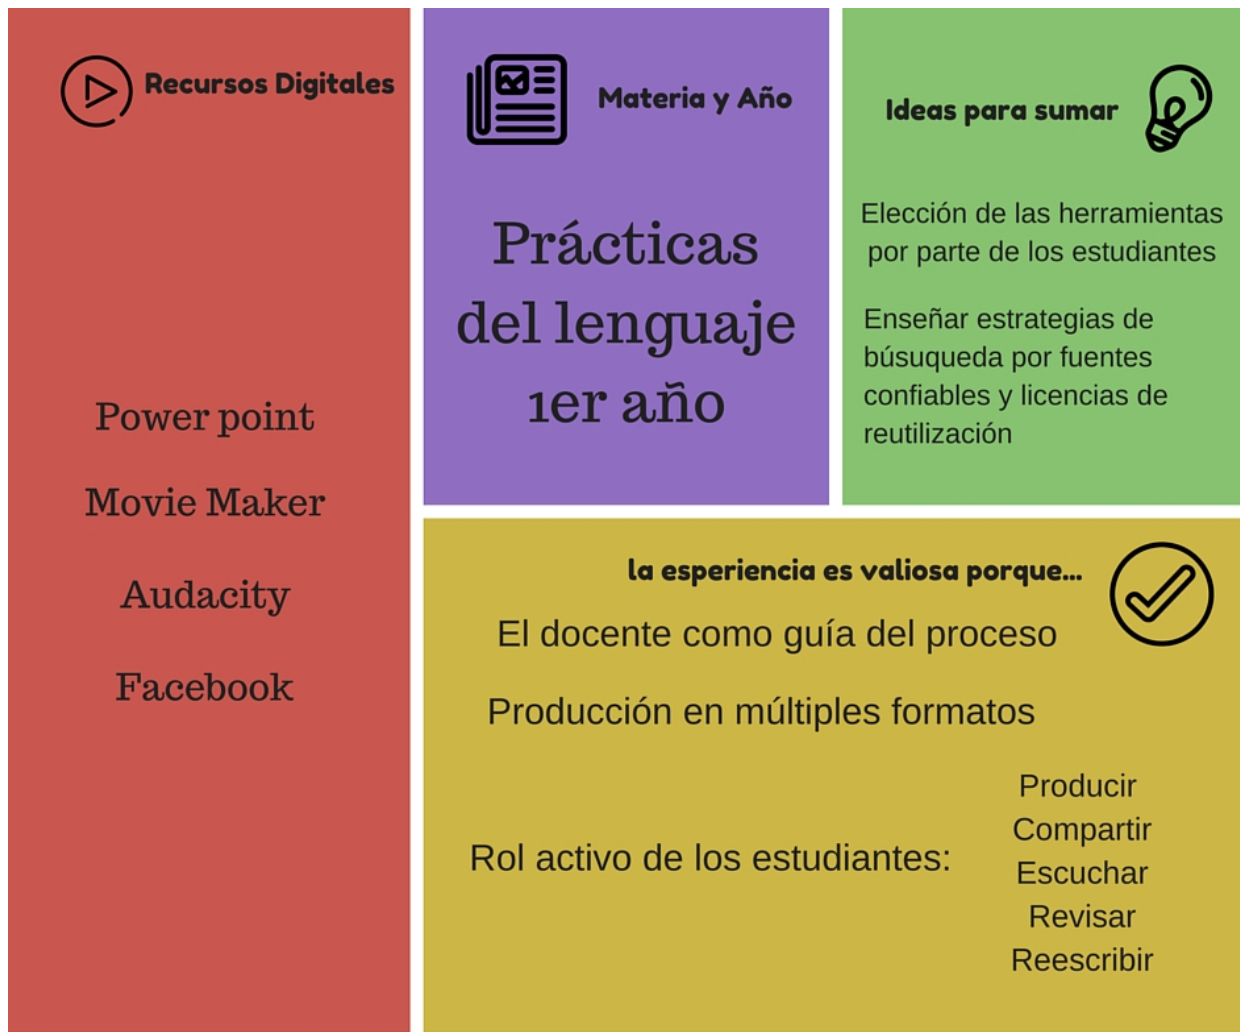 Recursos Digitales
Power point
Movie Maker
Audacity
Facebook
Materia y Año
Prácticas
del lenguaje
1er año
Ideas para sumar
Elección de las herramientas
por parte de los estudiantes
Enseñar estrategias de
búsuqueda por fuentes
confiables y licencias de
reutilización
la esperiencia es valiosa porque...
El docente como guía del proceso
Producción en múltiples formatos
Rol activo de los estudiantes:
Producir
Compartir
Escuchar
Revisar
Reescribir